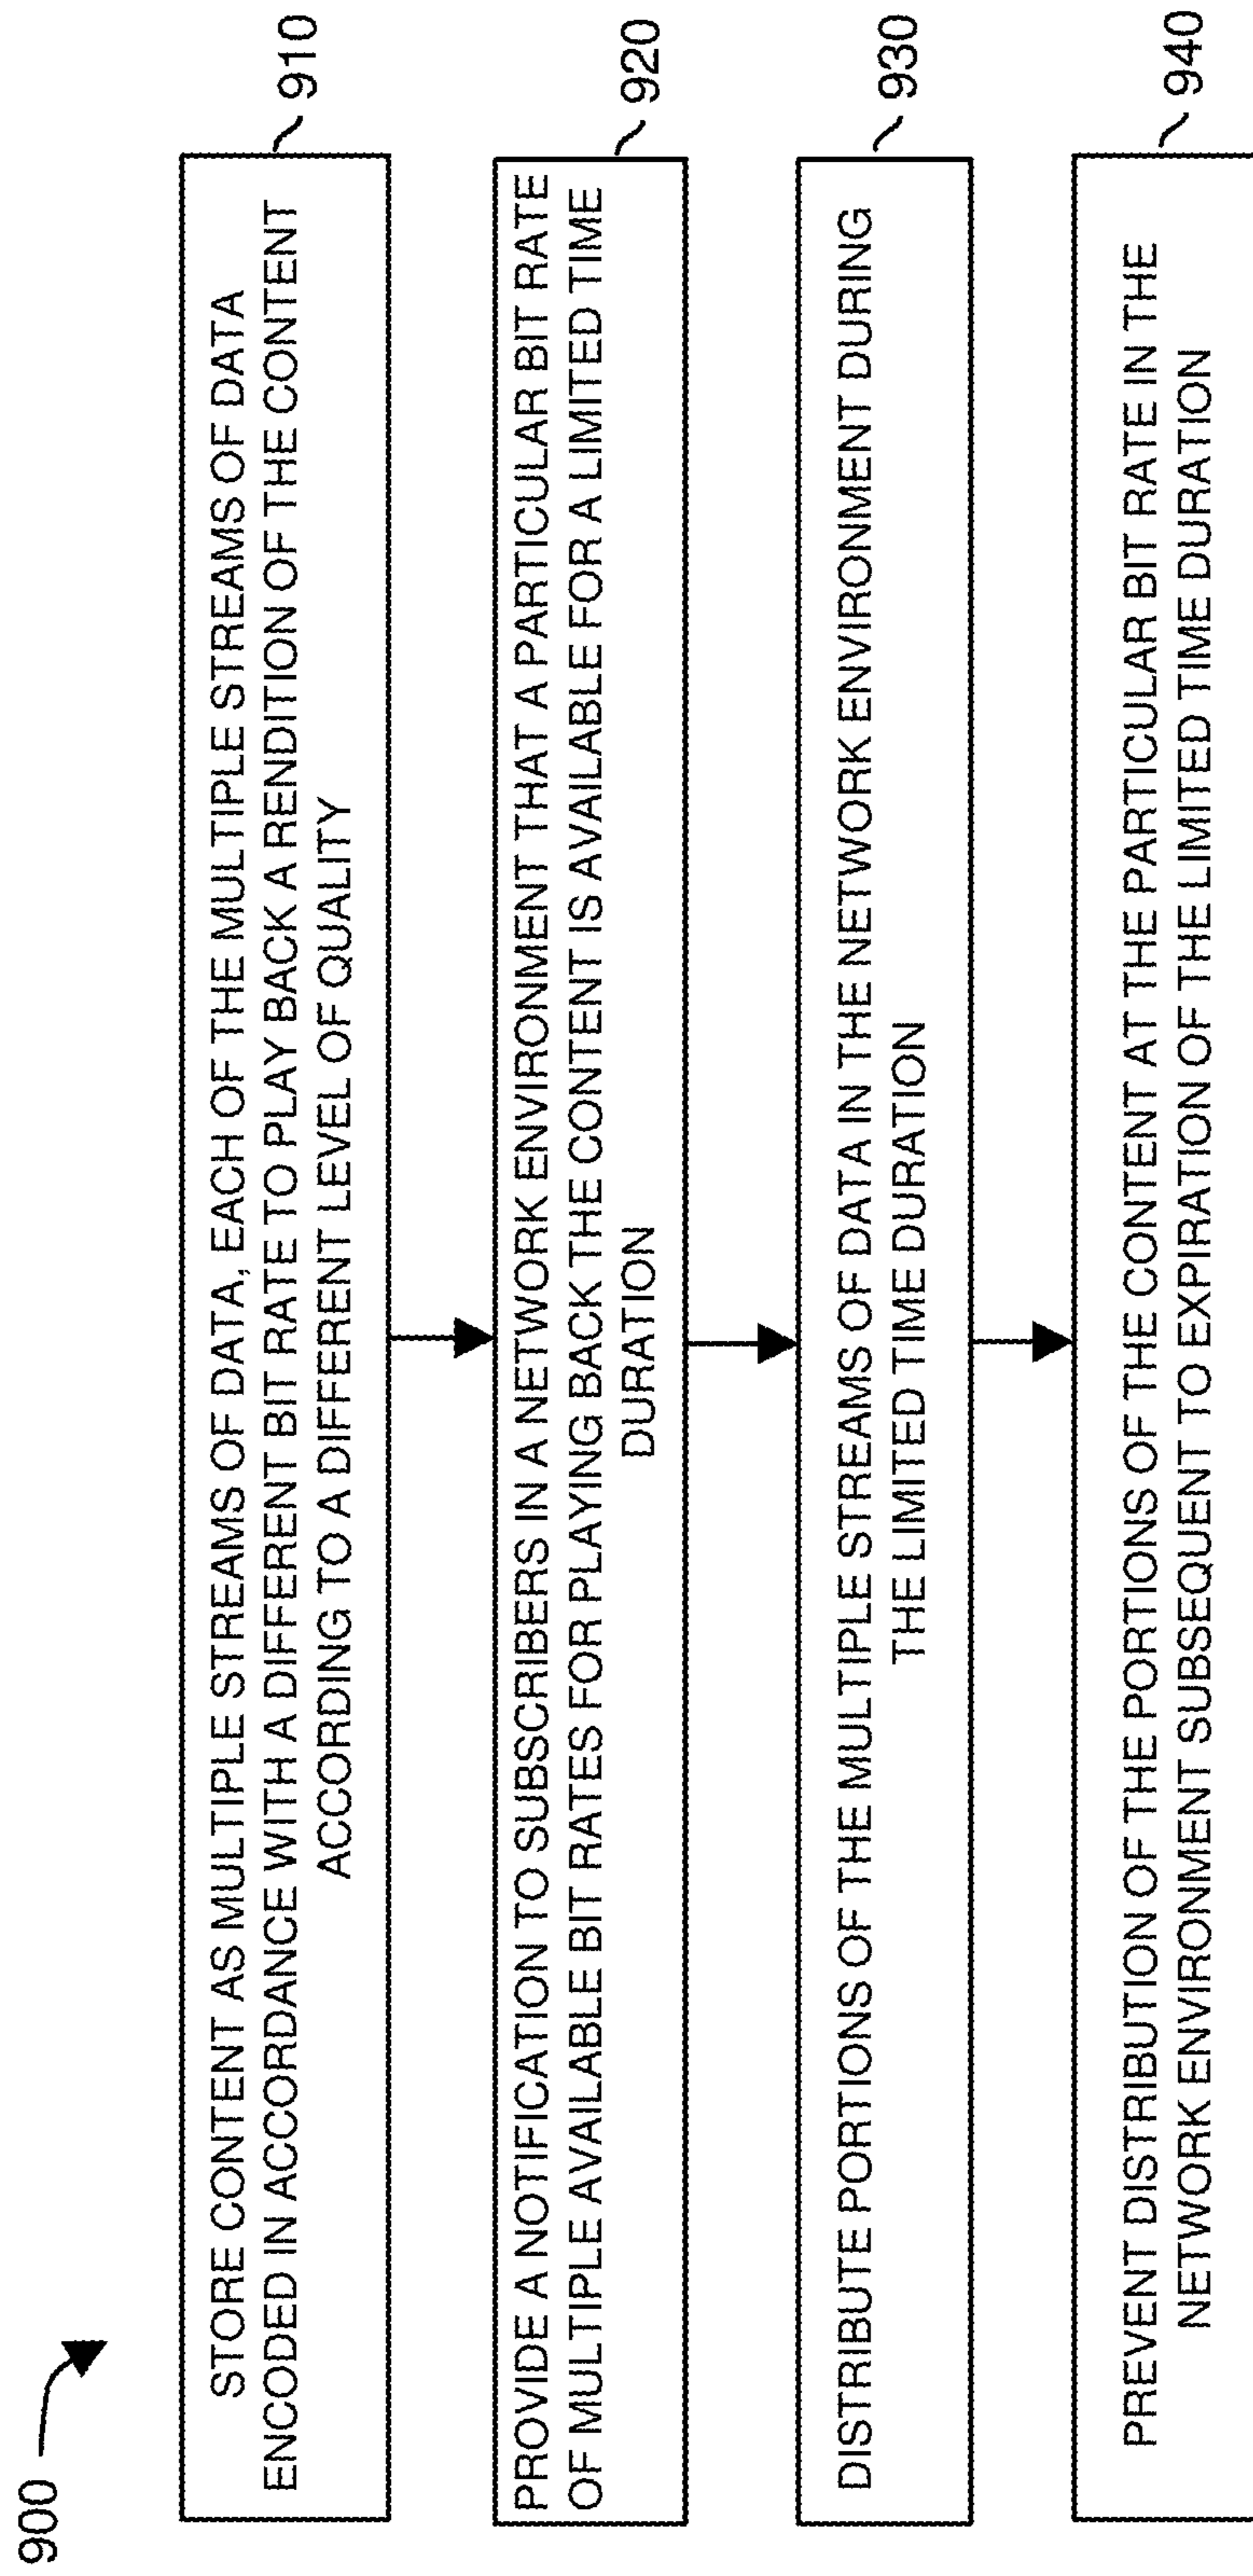 900
STORE CONTENT AS MULTIPLE STREAMS OF DATA, EACH OF THE MULTIPLE STREAMS OF DATA
ENCODED IN ACCORDANCE WITH A DIFFERENT BIT RATE TO PLAY BACK A RENDITION OF THE CONTENT
ACCORDING TO A DIFFERENT LEVEL OF QUALITY
910
PROVIDE A NOTIFICATION TO SUBSCRIBERS IN A NETWORK ENVIRONMENT THAT A PARTICULAR BIT RATE
OF MULTIPLE AVAILABLE BIT RATES FOR PLAYING BACK THE CONTENT IS AVAILABLE FOR A LIMITED TIME
DURATION
920
DISTRIBUTE PORTIONS OF THE MULTIPLE STREAMS OF DATA IN THE NETWORK ENVIRONMENT DURING
THE LIMITED TIME DURATION
930
PREVENT DISTRIBUTION OF THE PORTIONS OF THE CONTENT AT THE PARTICULAR BIT RATE IN THE
NETWORK ENVIRONMENT SUBSEQUENT TO EXPIRATION OF THE LIMITED TIME DURATION
940